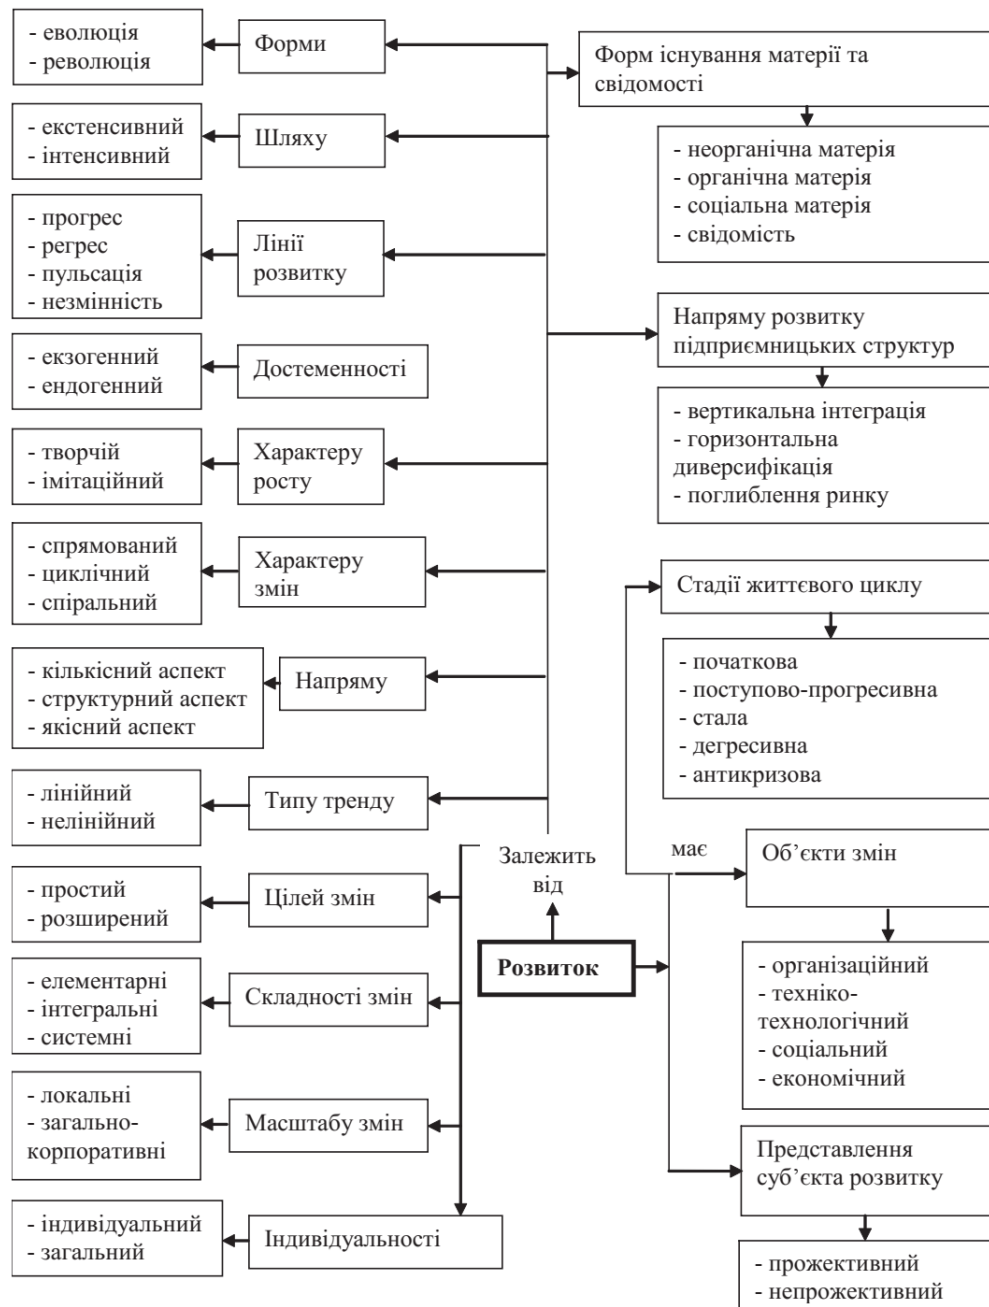 - еволюція
- революція
Форми
- екстенсивний
- інтенсивний
Шляху
- прогрес
- регрес
- пульсація
- незмінність
Лінії
розвитку
- екзогенний
- ендогенний
Достеменності
- творчій
- імітаційний
Характеру
росту
- спрямований
- циклічний
- спіральний
Характеру
змін
- кількісний аспект
- структурний аспект
- якісний аспект
Напряму
- лінійний
- нелінійний
Типу тренду
- простий
- розширений
Цілей змін
- елементарні
- інтегральні
- системні
Складності змін
- локальні
- загально-
корпоративні
Масштабу змін
- індивідуальний
- загальний
Індивідуальності
Залежить
від
Розвиток
має
Форм існування матерії та
свідомості
- неорганічна матерія
- органічна матерія
- соціальна матерія
- свідомість
Напряму розвитку
підприємницьких структур
- вертикальна інтеграція
- горизонтальна
диверсифікація
- поглиблення ринку
Стадії життєвого циклу
- початкова
- поступово-прогресивна
- стала
- дегресивна
- антикризова
Об’єкти змін
- організаційний
- техніко-
технологічний
- соціальний
- економічний
Представлення
суб’єкта розвитку
- прожективний
- непрожективний